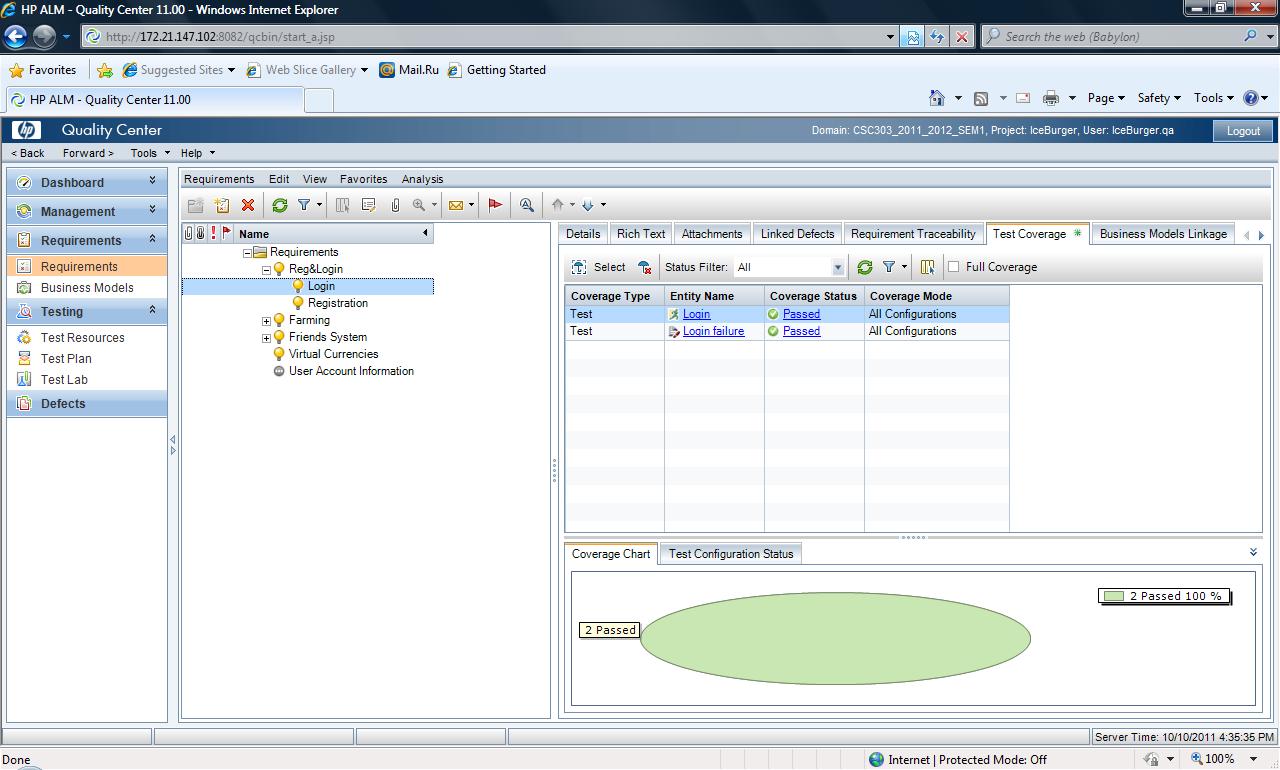 HP ALM - Quality Center 11.00 - Windows Internet Explorer
http://172.21.147.102:8082/qcbin/start_a.jsp
Search the web (Babylon)
Favorites Suggested Sites Web Slice Gallery Mail.Ru Getting Started
HP ALM - Quality Center 11.00
Page Safety Tools
hp Quality Center
Domain: CSC303_2011_2012_SEM1, Project: IceBurger, User: IceBurger.qa
Logout
< Back Forward > Tools Help
Dashboard
Management
Requirements
Requirements
Business Models
Testing
Test Resources
Test Plan
Test Lab
Defects
Requirements Edit View Favorites Analysis
Name
Requirements
Reg&Login
Login
Registration
Farming
Friends System
Virtual Currencies
User Account Information
Details Rich Text Attachments Linked Defects Requirement Traceability Test Coverage * Business Models Linkage
Select Status Filter: All Full Coverage
Coverage Type Entity Name Coverage Status Coverage Mode
Test Login Passed All Configurations
Test Login failure Passed All Configurations
Coverage Chart Test Configuration Status
2 Passed 100 %
2 Passed
Server Time: 10/10/2011 4:35:35 PM
Done
Internet | Protected Mode: Off
100%